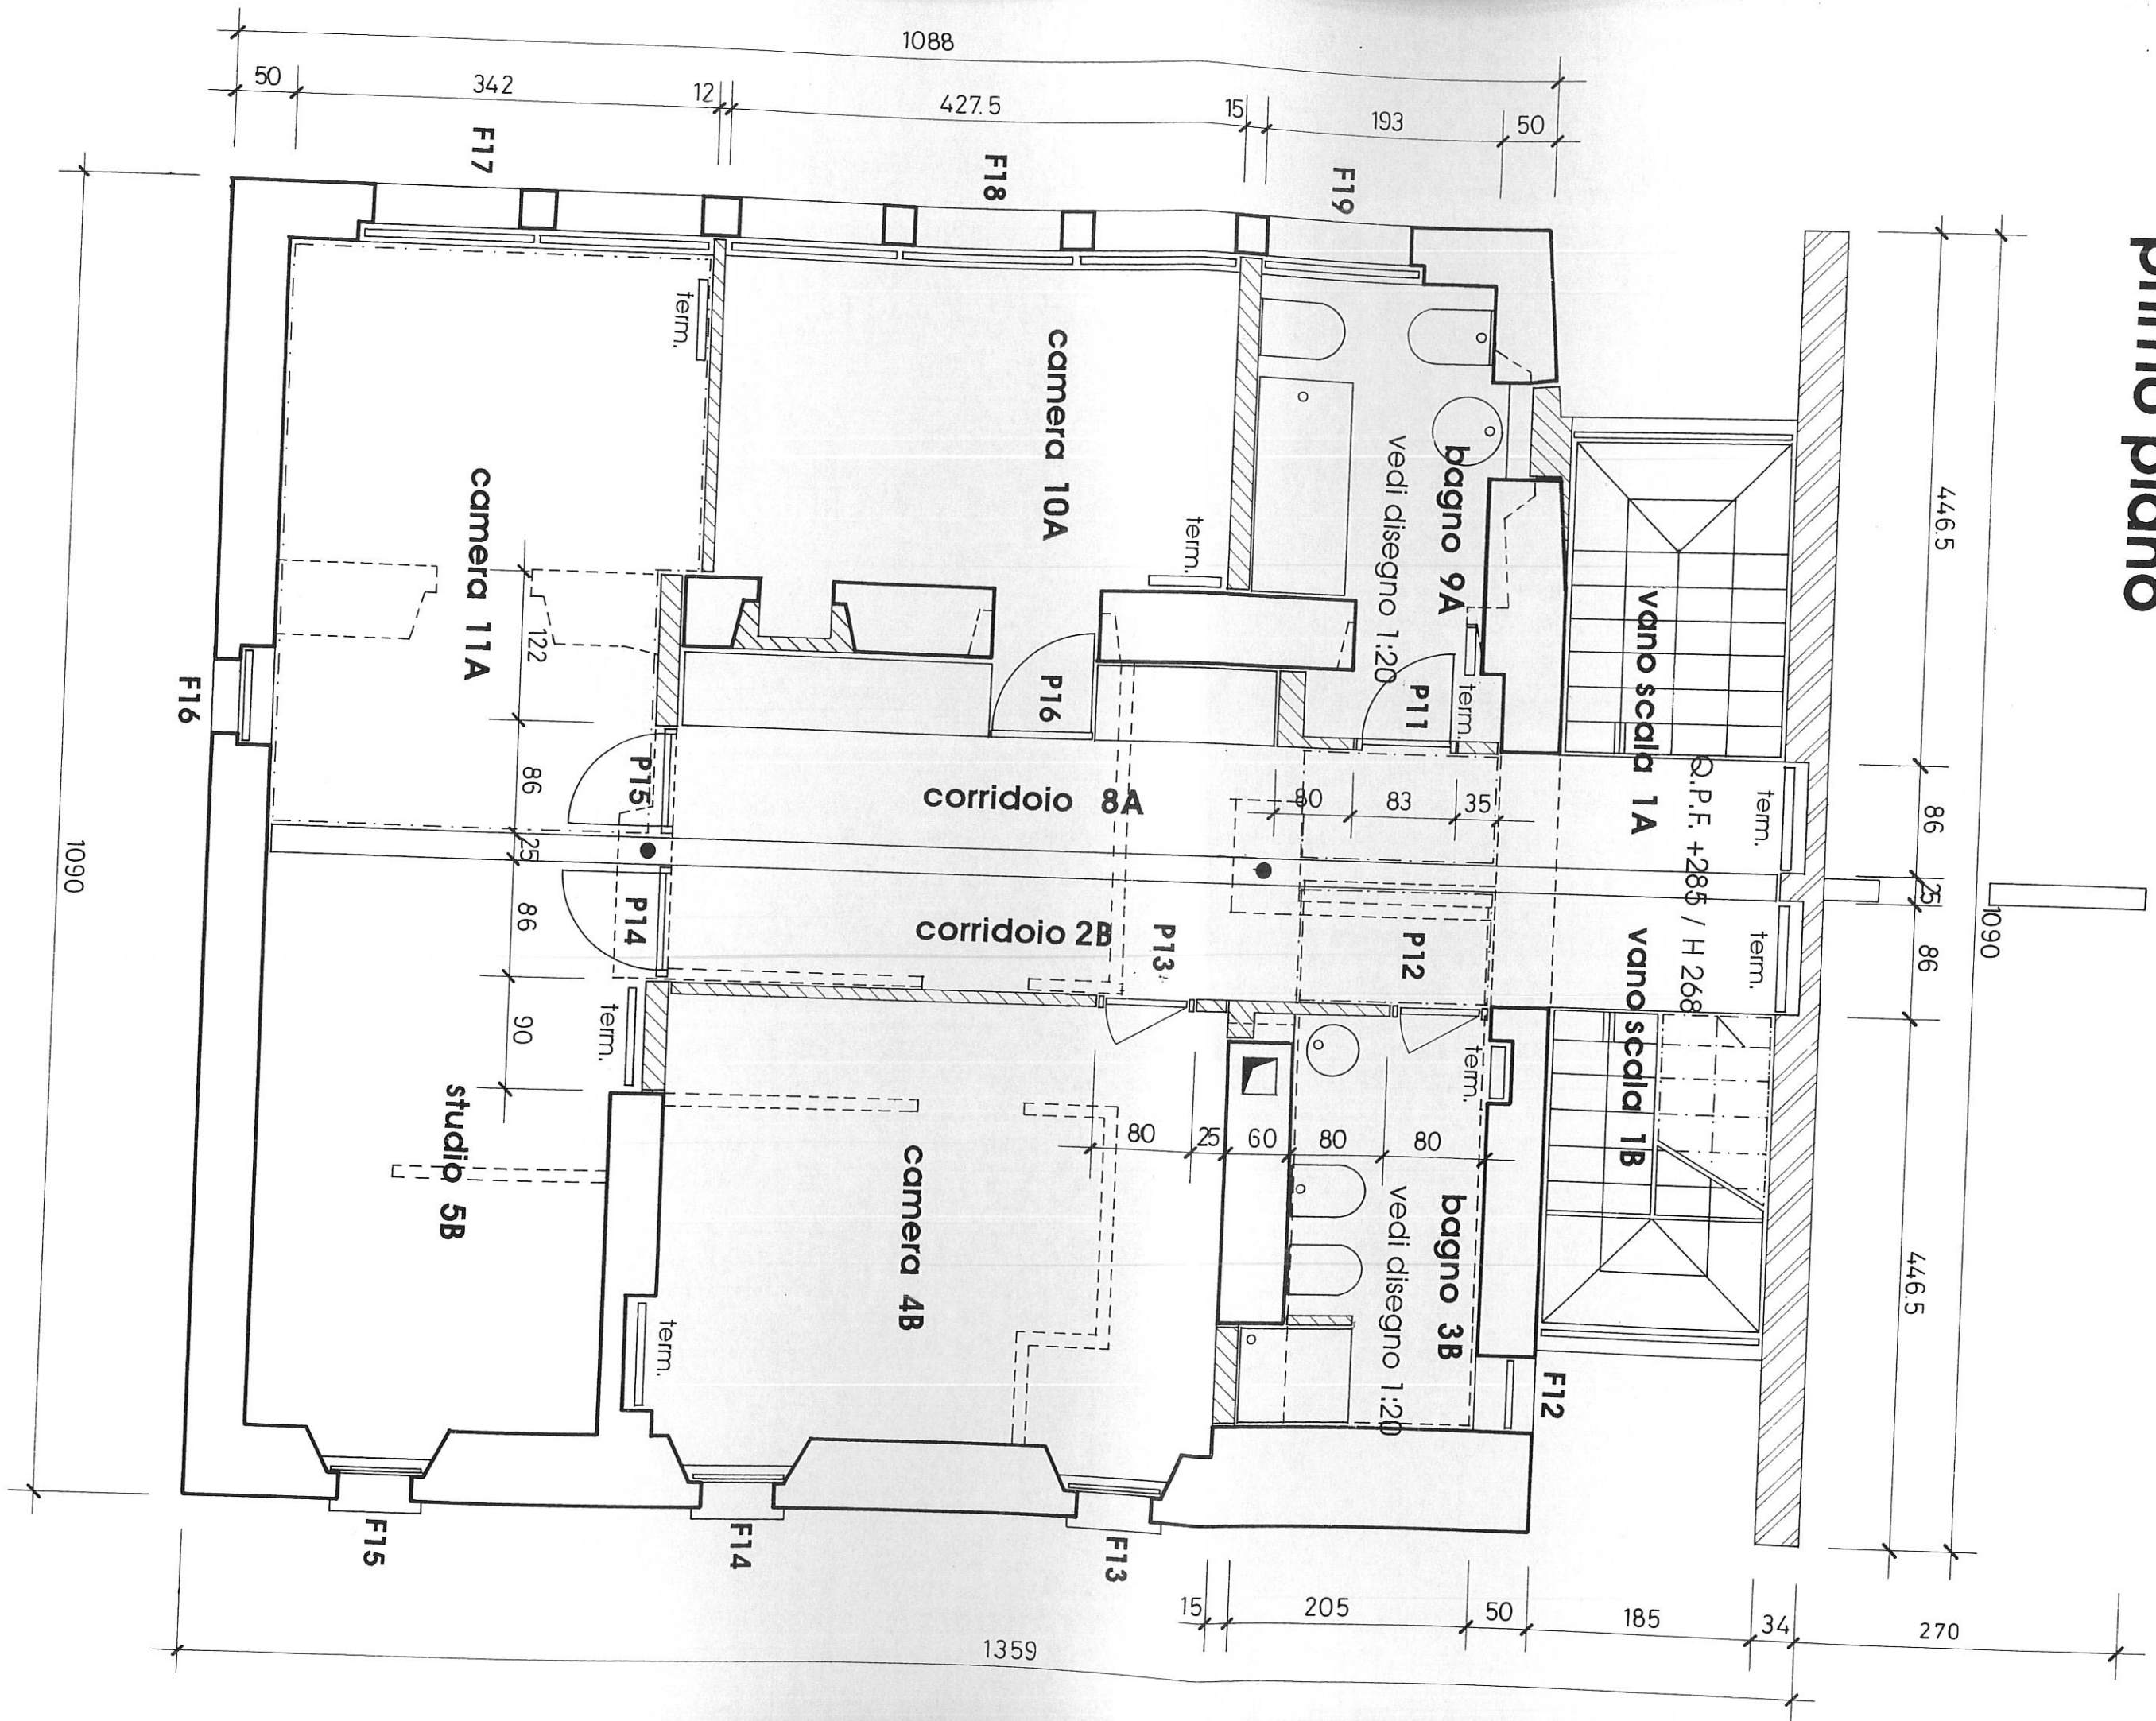 primo piano
1088
50
342
12
427.5
15
193
50
F17
F18
F19
term.
camera 11A
camera 10A
term.
bagno 9A
vedi disegno 1:20
term.
vano scala 1A
Q.P.F. +285 / H 268
term.
446.5
86
25
86
446.5
1090
1090
F16
122
86
25
86
90
P15
P16
P11
corridoio 8A
80
83
35
P14
corridoio 2B
P13
P12
term.
vano scala 1B
term.
studio 5B
camera 4B
term.
80
25
60
80
80
term.
bagno 3B
vedi disegno 1:20
F12
F15
F14
F13
15
205
50
185
34
270
1359